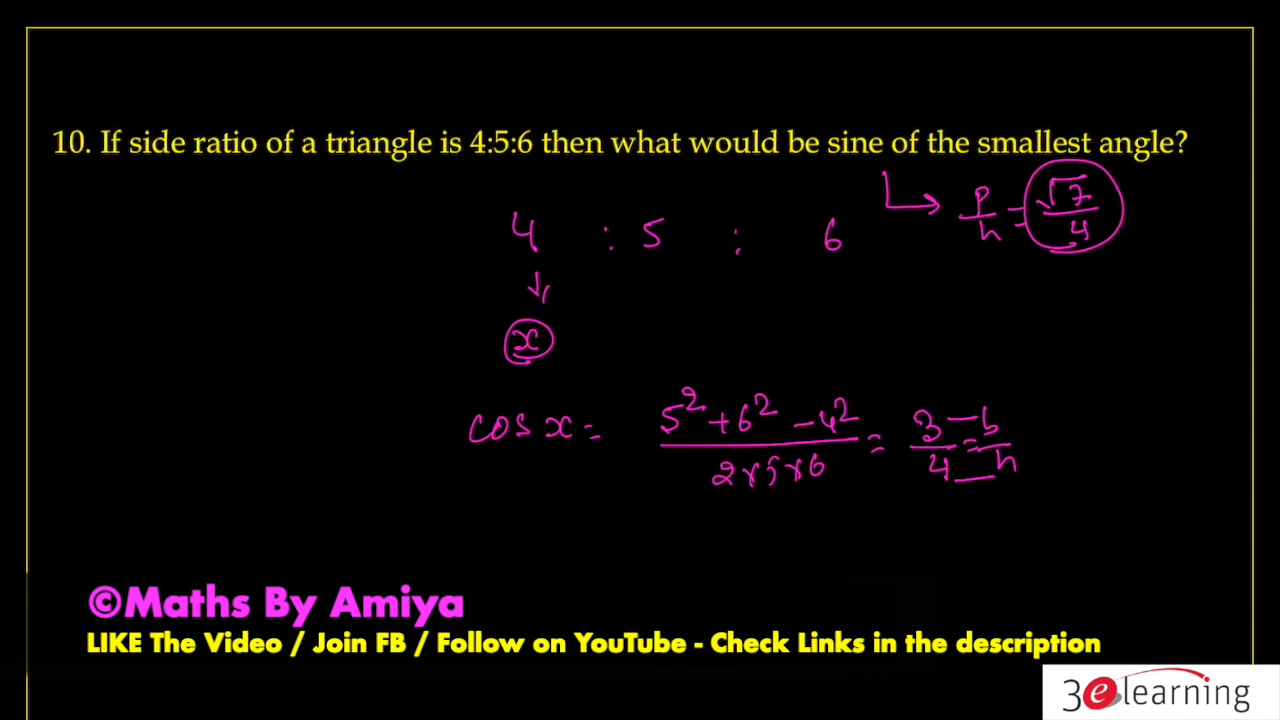 10. If side ratio of a triangle is 4:5:6 then what would be sine of the smallest angle?
p/h = √7/4
4 : 5 : 6
x
cos x = (5² + 6² - 4²)/(2×5×6) = 3/4 = b/h
©Maths By Amiya
LIKE The Video / Join FB / Follow on YouTube - Check Links in the description
3elearning